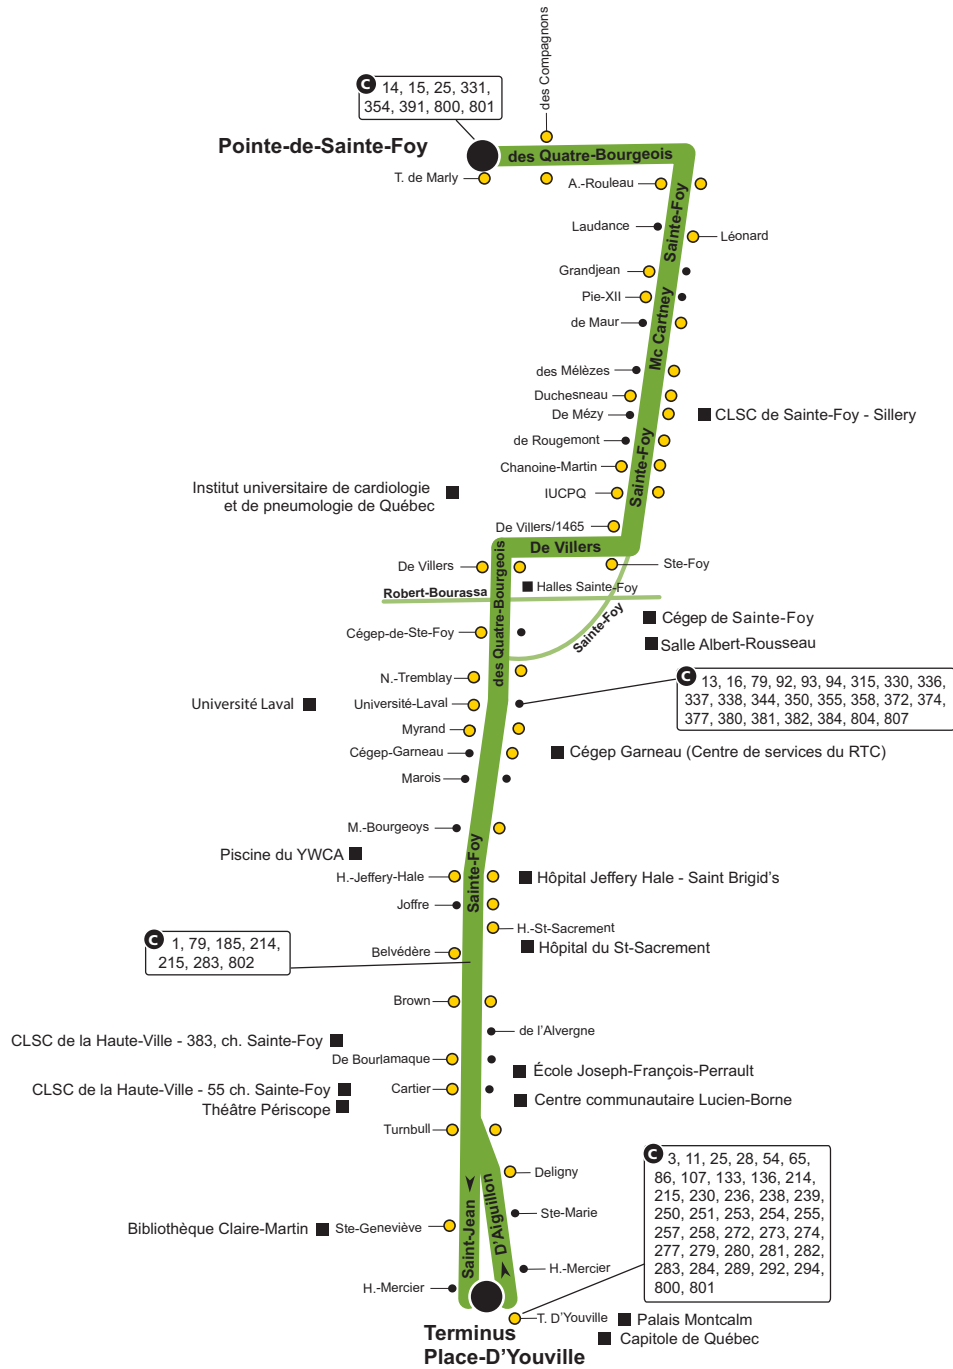 des Compagnons
C 14, 15, 25, 331,
354, 391, 800, 801
Pointe-de-Sainte-Foy
des Quatre-Bourgeois
T. de Marly
A.-Rouleau
Sainte-Foy
Laudance
Léonard
Grandjean
Pie-XII
Mc Cartney
de Maur
des Mélèzes
Duchesneau
De Mézy
CLSC de Sainte-Foy - Sillery
de Rougemont
Sainte-Foy
Chanoine-Martin
IUCPQ
Institut universitaire de cardiologie
et de pneumologie de Québec
De Villers/1465
De Villers
De Villers
Ste-Foy
des Quatre-Bourgeois
Halles Sainte-Foy
Robert-Bourassa
Sainte-Foy
Cégep de Sainte-Foy
Cégep-de-Ste-Foy
Salle Albert-Rousseau
N.-Tremblay
C 13, 16, 79, 92, 93, 94, 315, 330, 336,
337, 338, 344, 350, 355, 358, 372, 374,
377, 380, 381, 382, 384, 804, 807
Université Laval
Université-Laval
Myrand
Cégep-Garneau
Cégep Garneau (Centre de services du RTC)
Marois
M.-Bourgeoys
Sainte-Foy
Piscine du YWCA
H.-Jeffery-Hale
Hôpital Jeffery Hale - Saint Brigid's
Joffre
H.-St-Sacrement
C 1, 79, 185, 214,
215, 283, 802
Belvédère
Hôpital du St-Sacrement
Brown
de l'Alvergne
CLSC de la Haute-Ville - 383, ch. Sainte-Foy
De Bourlamaque
École Joseph-François-Perrault
CLSC de la Haute-Ville - 55 ch. Sainte-Foy
Cartier
Centre communautaire Lucien-Borne
Théâtre Périscope
Turnbull
C 3, 11, 25, 28, 54, 65,
86, 107, 133, 136, 214,
215, 230, 236, 238, 239,
250, 251, 253, 254, 255,
257, 258, 272, 273, 274,
277, 279, 280, 281, 282,
283, 284, 289, 292, 294,
800, 801
Deligny
Saint-Jean
D'Aiguillon
Ste-Marie
Bibliothèque Claire-Martin
Ste-Geneviève
H.-Mercier
H.-Mercier
T. D'Youville
Palais Montcalm
Capitole de Québec
Terminus
Place-D'Youville